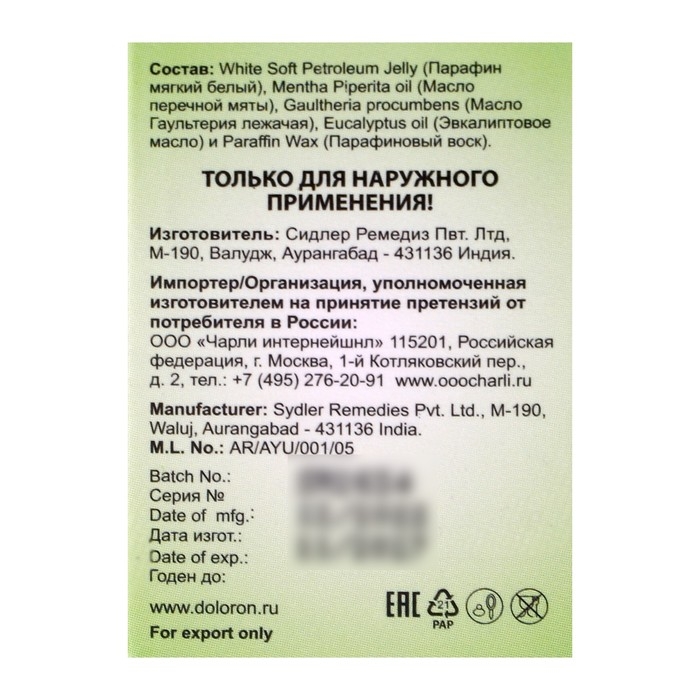 Состав: White Soft Petroleum Jelly (Парафин
мягкий белый), Mentha Piperita oil (Масло
перечной мяты), Gaultheria procumbens (Масло
Гаультерия лежачая), Eucalyptus oil (Эвкалиптовое
масло) и Paraffin Wax (Парафиновый воск).
ТОЛЬКО ДЛЯ НАРУЖНОГО
ПРИМЕНЕНИЯ!
Изготовитель: Сидлер Ремедиз Пвт. Лтд,
М-190, Валудж, Аурангабад - 431136 Индия.
Импортер/Организация, уполномоченная
изготовителем на принятие претензий от
потребителя в России:
ООО «Чарли интернейшнл» 115201, Российская
федерация, г. Москва, 1-й Котляковский пер.,
д. 2, тел.: +7 (495) 276-20-91 www.ooocharli.ru
Manufacturer: Sydler Remedies Pvt. Ltd., M-190,
Waluj, Aurangabad - 431136 India.
M.L. No.: AR/AYU/001/05
Batch No.:
Серия №
Date of mfg.:
Дата изгот.:
Date of exp.:
Годен до:
www.doloron.ru
For export only
EAC 21
PAP